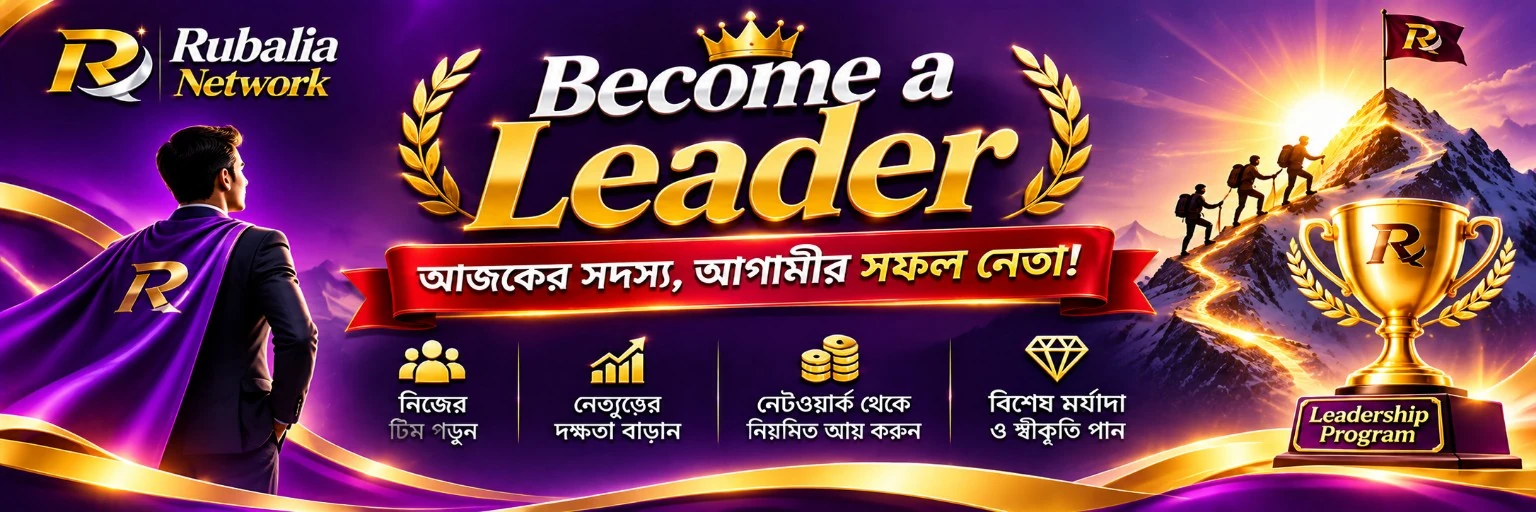 Rubalia
Network
Become a
Leader
আজকের সদস্য, আগামীর সফল নেতা!
নিজের
টিম গড়ুন
নেতৃত্বের
দক্ষতা বাড়ান
নেটওয়ার্ক থেকে
নিয়মিত আয় করুন
বিশেষ মর্যাদা
ও স্বীকৃতি পান
Leadership
Program